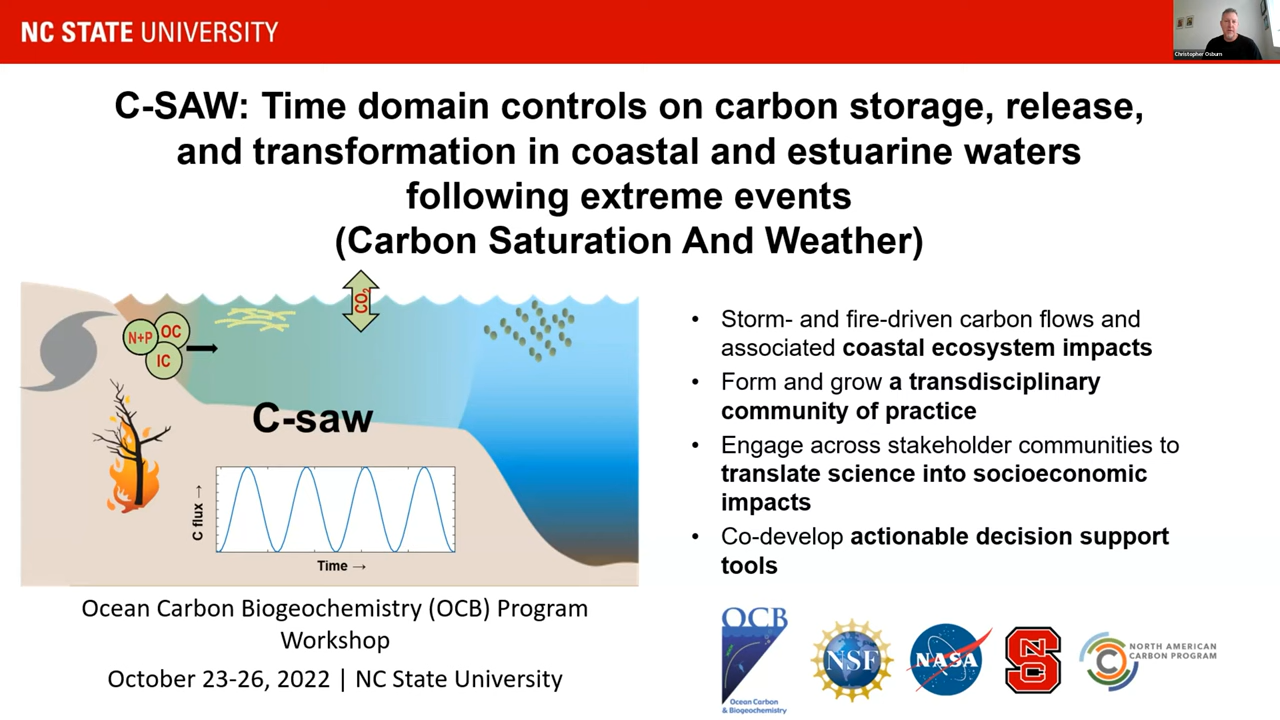 NC STATE UNIVERSITY
Christopher Osburn
C-SAW: Time domain controls on carbon storage, release,
and transformation in coastal and estuarine waters
following extreme events
(Carbon Saturation And Weather)
CO2
N+P
OC
IC
C-saw
C flux →
Time →
• Storm- and fire-driven carbon flows and
associated coastal ecosystem impacts
• Form and grow a transdisciplinary
community of practice
• Engage across stakeholder communities to
translate science into socioeconomic
impacts
• Co-develop actionable decision support
tools
Ocean Carbon Biogeochemistry (OCB) Program
Workshop
October 23-26, 2022 | NC State University
OCB
Ocean Carbon
& Biogeochemistry
NSF
NASA
NCS
C
NORTH AMERICAN
CARBON PROGRAM